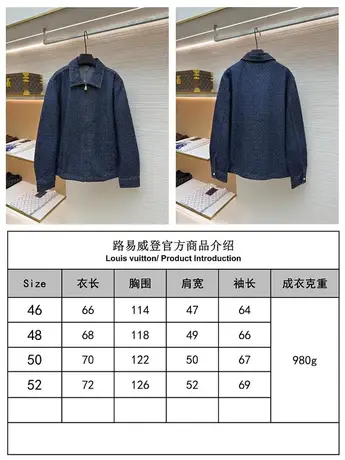 路易威登官方商品介绍
Louis vuitton/ Product Introduction
Size 衣长 胸围 肩宽 袖长 成衣克重
46 66 114 47 64
48 68 118 49 66
50 70 122 50 67 980g
52 72 126 52 69